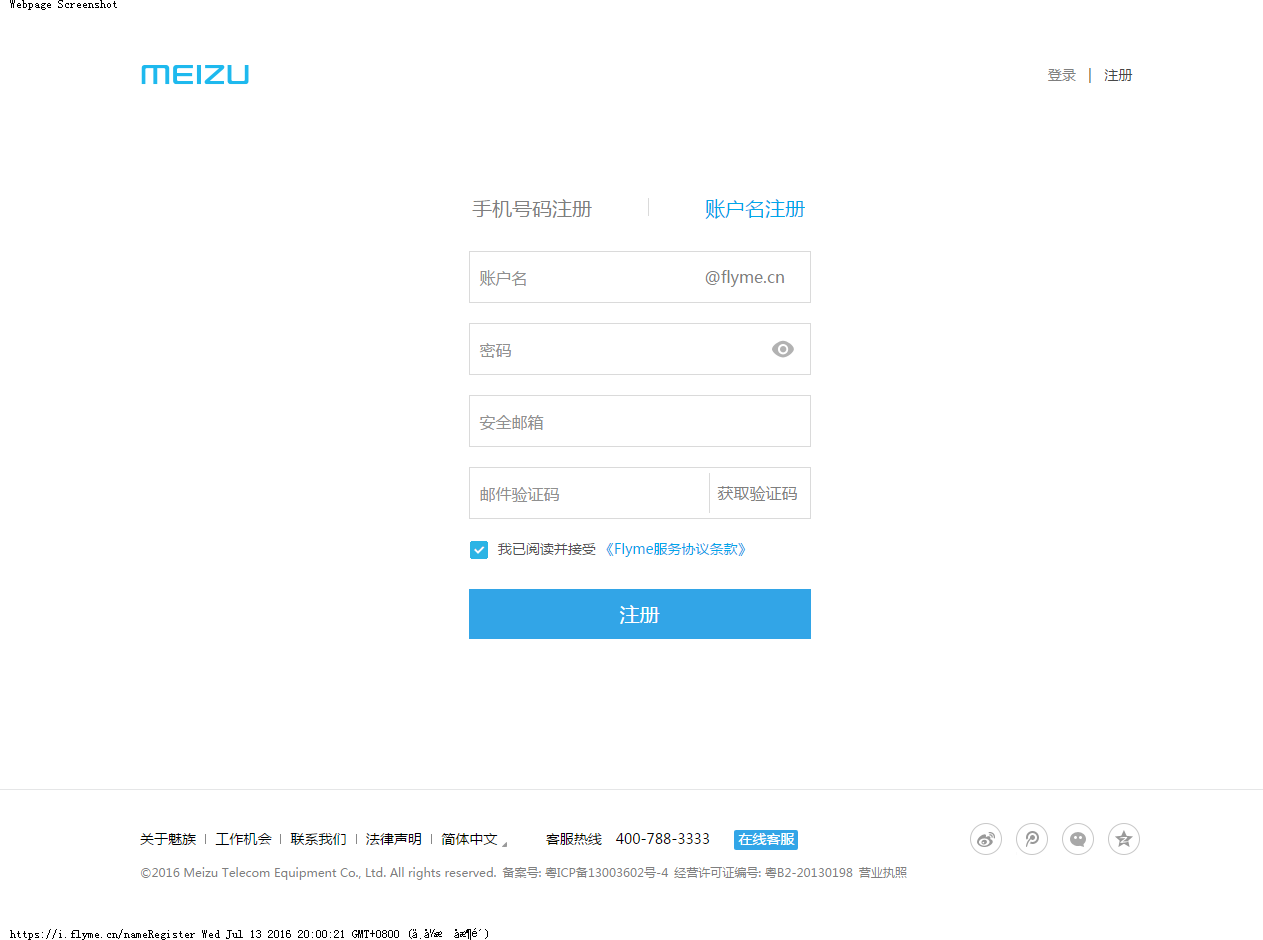 Webpage Screenshot
MEIZU
登录 | 注册
手机号码注册 | 账户名注册
账户名 @flyme.cn
密码
安全邮箱
邮件验证码 获取验证码
我已阅读并接受 《Flyme服务协议条款》
注册
关于魅族 | 工作机会 | 联系我们 | 法律声明 | 简体中文 客服热线 400-788-3333 在线客服
©2016 Meizu Telecom Equipment Co., Ltd. All rights reserved. 备案号: 粤ICP备13003602号-4 经营许可证编号: 粤B2-20130198 营业执照
https://i.flyme.cn/nameRegister Wed Jul 13 2016 20:00:21 GMT+0800